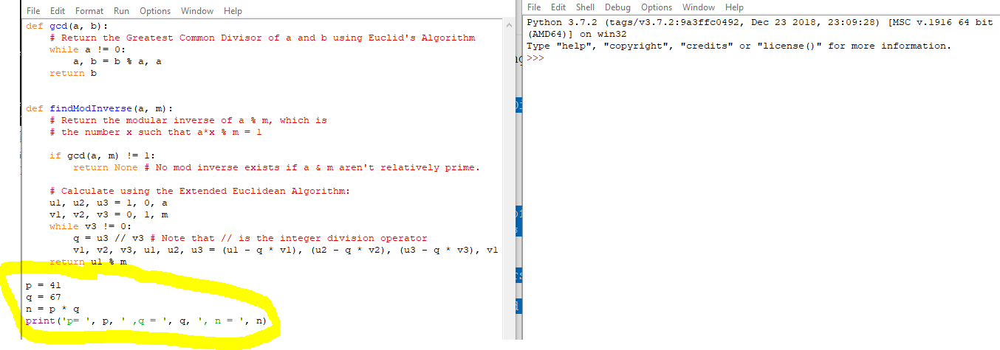 File Edit Format Run Options Window Help
def gcd(a, b):
    # Return the Greatest Common Divisor of a and b using Euclid's Algorithm
    while a != 0:
        a, b = b % a, a
    return b
def findModInverse(a, m):
    # Return the modular inverse of a % m, which is
    # the number x such that a*x % m = 1
    if gcd(a, m) != 1:
        return None # No mod inverse exists if a & m aren't relatively prime.
    # Calculate using the Extended Euclidean Algorithm:
    u1, u2, u3 = 1, 0, a
    v1, v2, v3 = 0, 1, m
    while v3 != 0:
        q = u3 // v3 # Note that // is the integer division operator
        v1, v2, v3, u1, u2, u3 = (u1 - q * v1), (u2 - q * v2), (u3 - q * v3), v1
    return u1 % m
p = 41
q = 67
n = p * q
print('p= ', p, ' ,q = ', q, ', n = ', n)
File Edit Shell Debug Options Window Help
Python 3.7.2 (tags/v3.7.2:9a3ffc0492, Dec 23 2018, 23:09:28) [MSC v.1916 64 bit
(AMD64)] on win32
Type "help", "copyright", "credits" or "license()" for more information.
>>>